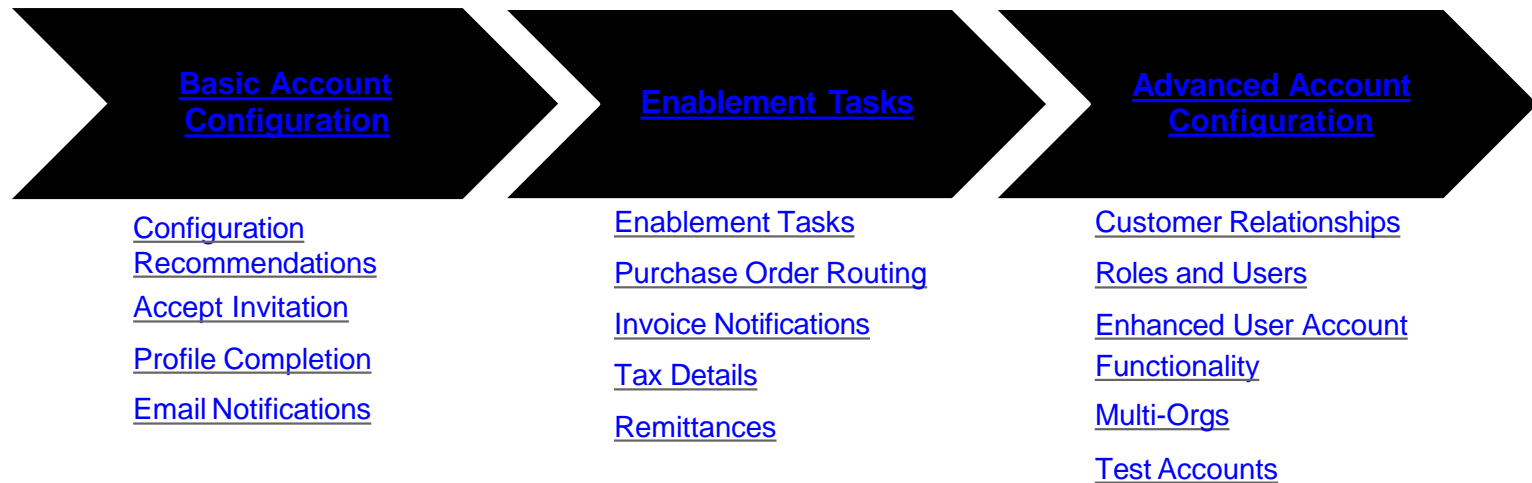 Basic Account
Configuration
Configuration
Recommendations
Accept Invitation
Profile Completion
Email Notifications
Enablement Tasks
Enablement Tasks
Purchase Order Routing
Invoice Notifications
Tax Details
Remittances
Advanced Account
Configuration
Customer Relationships
Roles and Users
Enhanced User Account
Functionality
Multi-Orgs
Test Accounts